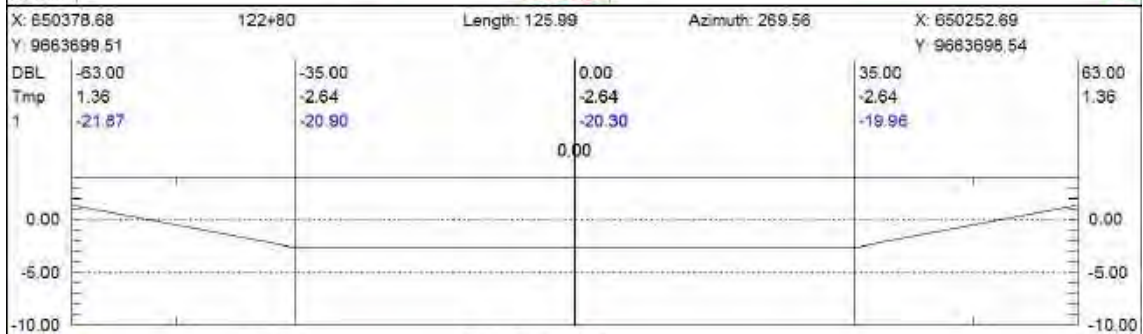 X: 650378.68 122+80 Length: 125.99 Azimuth: 269.56 X: 650252.69
Y: 9663699.51 Y: 9663698.54
DBL -63.00 -35.00 0.00 35.00 63.00
Tmp 1.36 -2.64 -2.64 -2.64 1.36
1 -21.87 -20.90 -20.30 -19.96
0.00
0.00 0.00
-5.00 -5.00
-10.00 -10.00